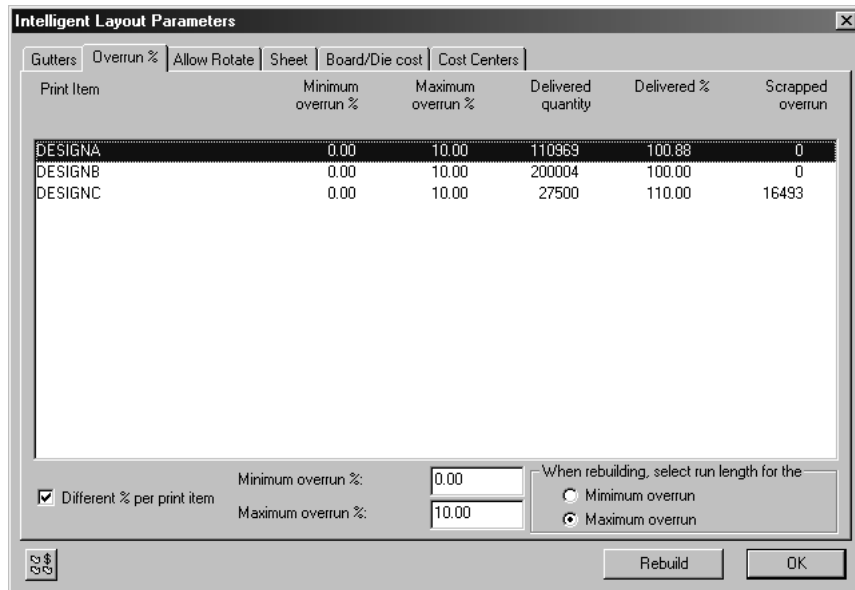 Intelligent Layout Parameters
Gutters Overrun % Allow Rotate Sheet Board/Die cost Cost Centers
Print Item Minimum overrun % Maximum overrun % Delivered quantity Delivered % Scrapped overrun
DESIGNA 0.00 10.00 110969 100.88 0
DESIGNB 0.00 10.00 200004 100.00 0
DESIGNC 0.00 10.00 27500 110.00 16493
Different % per print item
Minimum overrun %: 0.00
Maximum overrun %: 10.00
When rebuilding, select run length for the
Mimimum overrun
Maximum overrun
Rebuild OK